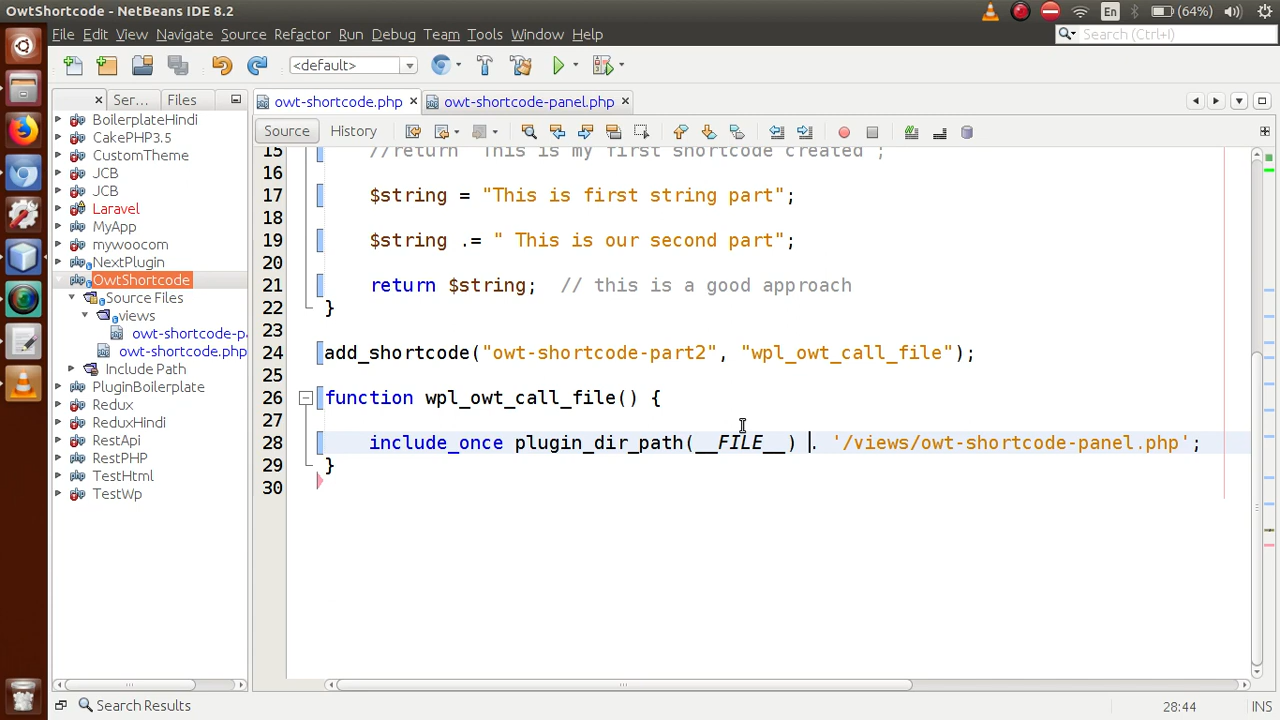 OwtShortcode - NetBeans IDE 8.2
En
(64%)
File Edit View Navigate Source Refactor Run Debug Team Tools Window Help
Search (Ctrl+I)
<default>
Ser... Files
owt-shortcode.php
owt-shortcode-panel.php
Source History
BoilerplateHindi
CakePHP3.5
CustomTheme
JCB
JCB
Laravel
MyApp
mywoocom
NextPlugin
OwtShortcode
Source Files
views
owt-shortcode-pa
owt-shortcode.php
Include Path
PluginBoilerplate
Redux
ReduxHindi
RestApi
RestPHP
TestHtml
TestWp
15 //return "This is my first shortcode created";
16
17 $string = "This is first string part";
18
19 $string .= " This is our second part";
20
21 return $string; // this is a good approach
22 }
23
24 add_shortcode("owt-shortcode-part2", "wpl_owt_call_file");
25
26 function wpl_owt_call_file() {
27
28 include_once plugin_dir_path(__FILE__) . '/views/owt-shortcode-panel.php';
29 }
30
Search Results
28:44
INS